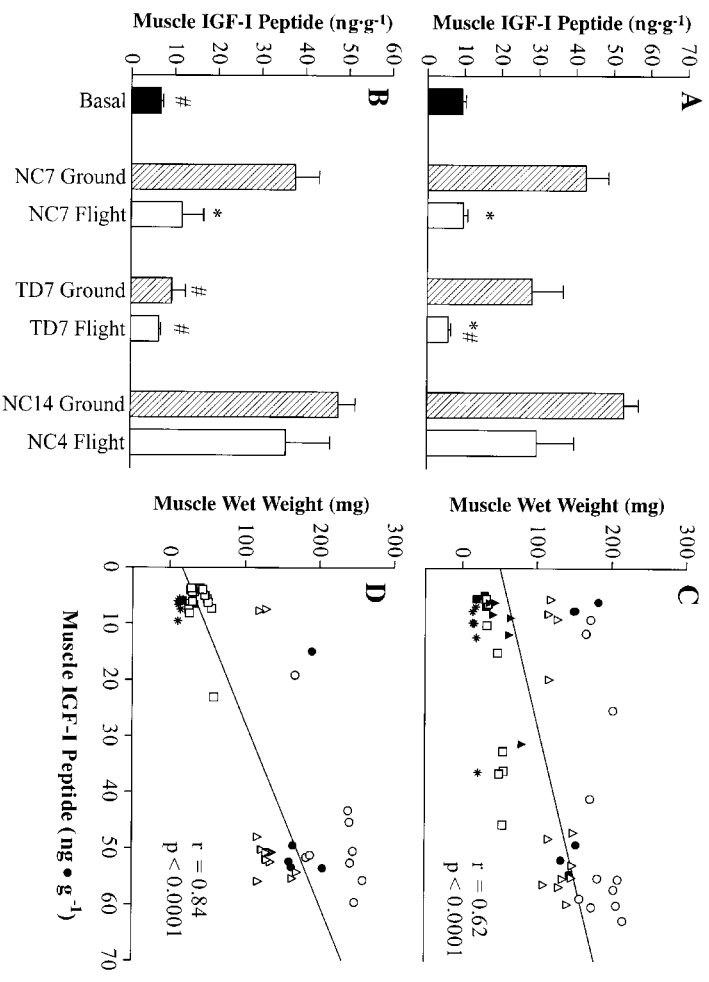 A
Muscle IGF-I Peptide (ng·g-1)
0 10 20 30 40 50 60 70
B
Muscle IGF-I Peptide (ng·g-1)
0 10 20 30 40 50 60
*
*
#
*
#
*
#
#
Basal
NC7 Ground
NC7 Flight
TD7 Ground
TD7 Flight
NC14 Ground
NC4 Flight
C
Muscle Wet Weight (mg)
0 100 200 300
r = 0.62
p < 0.0001
D
Muscle Wet Weight (mg)
0 100 200 300
r = 0.84
p < 0.0001
0 10 20 30 40 50 60 70
Muscle IGF-I Peptide (ng • g-1)